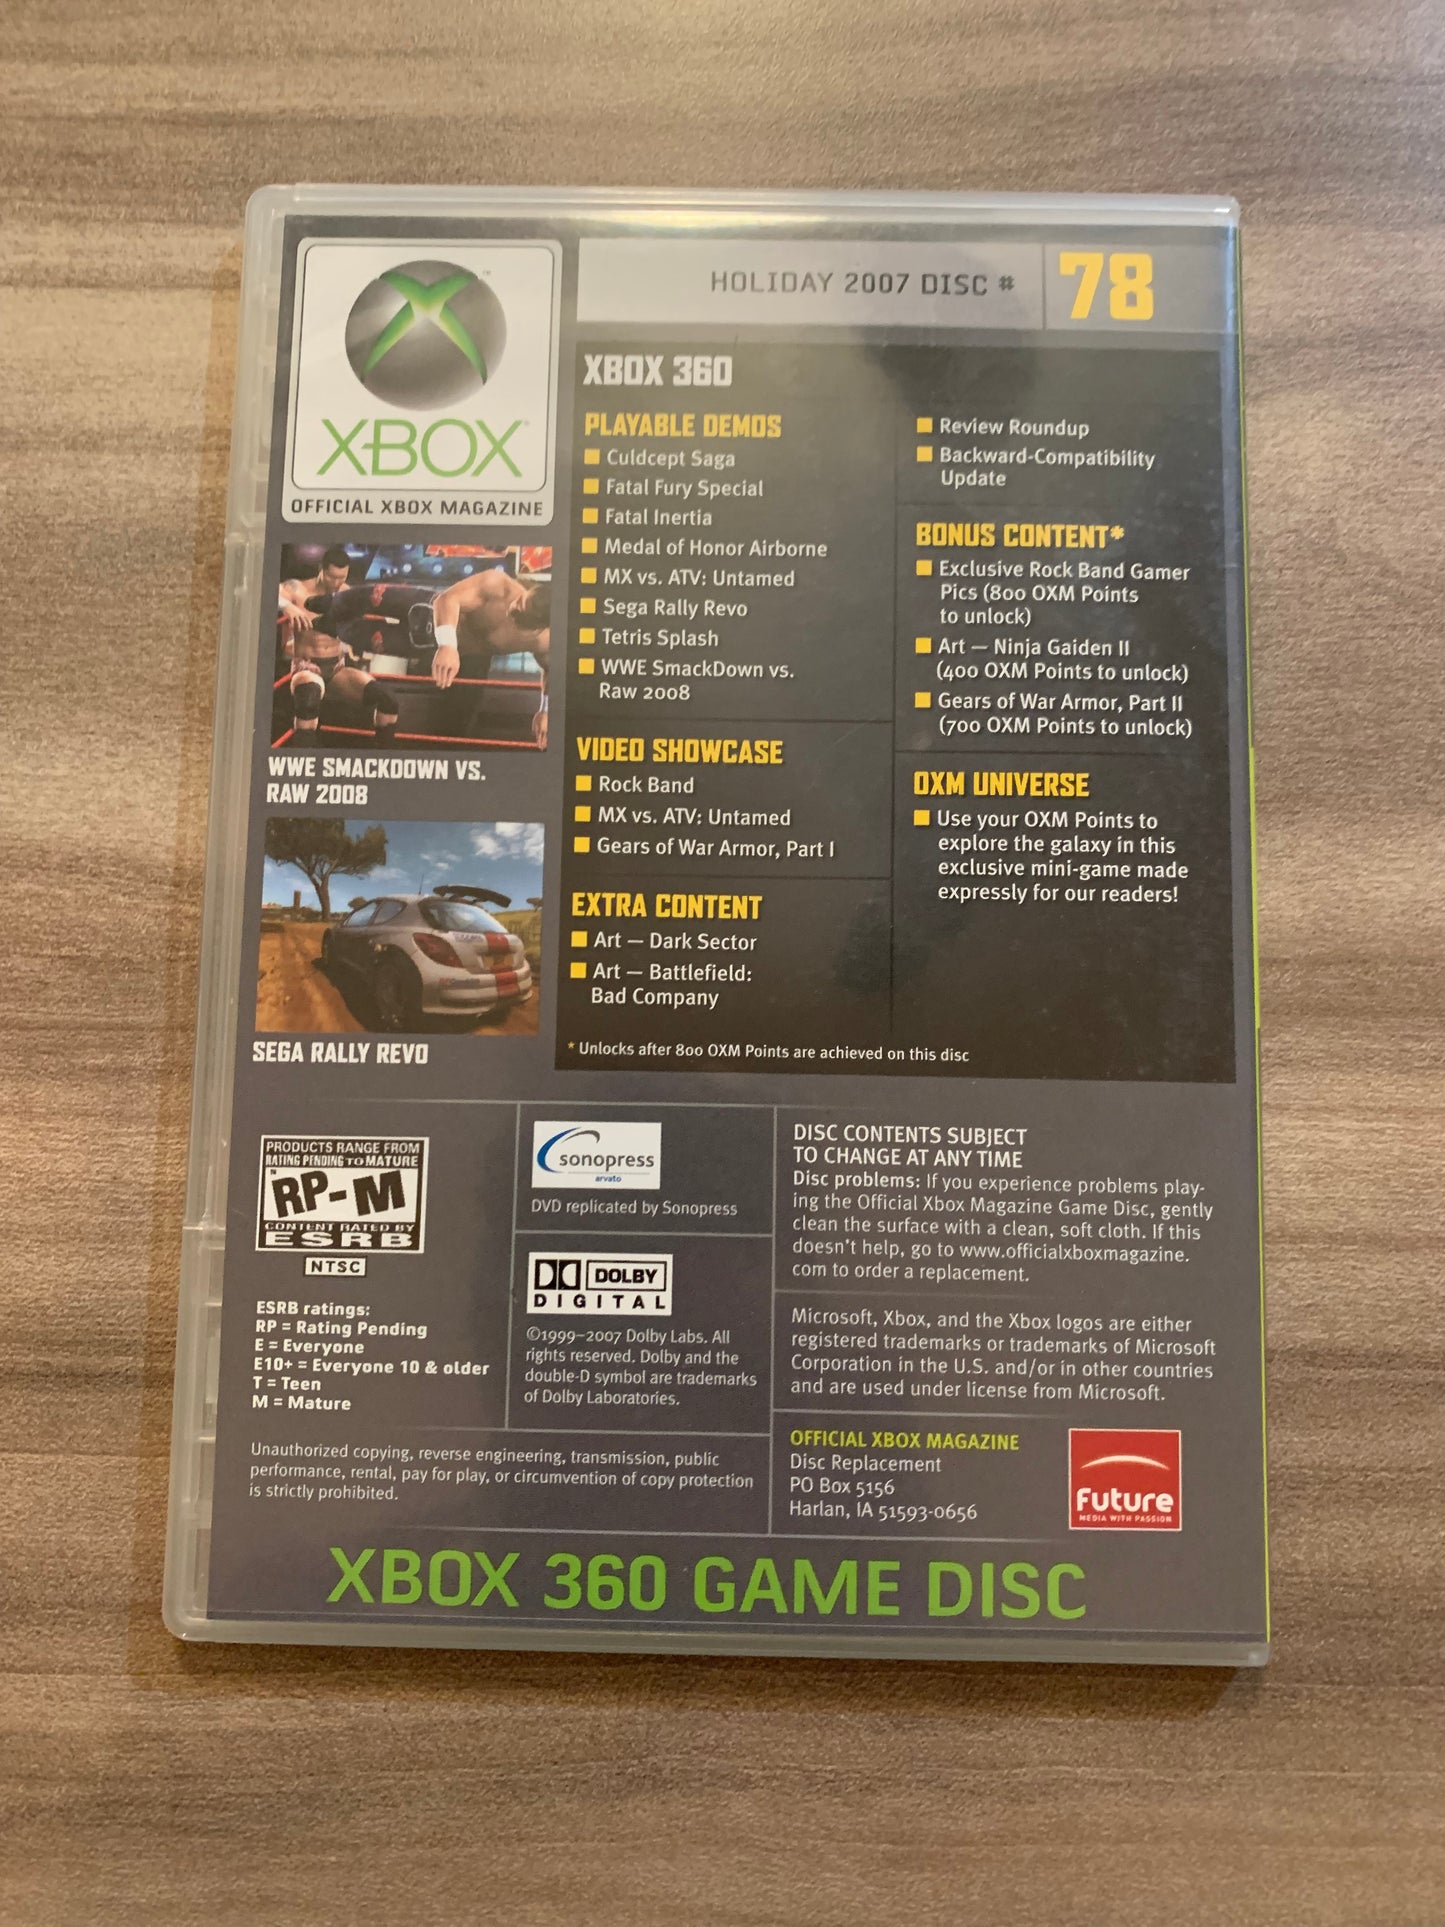 HOLIDAY 2007 DISC # 78
XBOX
OFFICIAL XBOX MAGAZINE
XBOX 360
PLAYABLE DEMOS
Culdcept Saga
Fatal Fury Special
Fatal Inertia
Medal of Honor Airborne
MX vs. ATV: Untamed
Sega Rally Revo
Tetris Splash
WWE SmackDown vs.
Raw 2008
VIDEO SHOWCASE
Rock Band
MX vs. ATV: Untamed
Gears of War Armor, Part I
EXTRA CONTENT
Art — Dark Sector
Art — Battlefield:
Bad Company
Review Roundup
Backward-Compatibility
Update
BONUS CONTENT*
Exclusive Rock Band Gamer
Pics (800 OXM Points
to unlock)
Art — Ninja Gaiden II
(400 OXM Points to unlock)
Gears of War Armor, Part II
(700 OXM Points to unlock)
OXM UNIVERSE
Use your OXM Points to
explore the galaxy in this
exclusive mini-game made
expressly for our readers!
* Unlocks after 800 OXM Points are achieved on this disc
WWE SMACKDOWN VS.
RAW 2008
SEGA RALLY REVO
PRODUCTS RANGE FROM
RATING PENDING TO MATURE
RP-M
CONTENT RATED BY
ESRB
NTSC
ESRB ratings:
RP = Rating Pending
E = Everyone
E10+ = Everyone 10 & older
T = Teen
M = Mature
sonopress
arvato
DVD replicated by Sonopress
DOLBY
DIGITAL
©1999–2007 Dolby Labs. All
rights reserved. Dolby and the
double-D symbol are trademarks
of Dolby Laboratories.
Unauthorized copying, reverse engineering, transmission, public
performance, rental, pay for play, or circumvention of copy protection
is strictly prohibited.
DISC CONTENTS SUBJECT
TO CHANGE AT ANY TIME
Disc problems: If you experience problems play-
ing the Official Xbox Magazine Game Disc, gently
clean the surface with a clean, soft cloth. If this
doesn't help, go to www.officialxboxmagazine.
com to order a replacement.
Microsoft, Xbox, and the Xbox logos are either
registered trademarks or trademarks of Microsoft
Corporation in the U.S. and/or in other countries
and are used under license from Microsoft.
OFFICIAL XBOX MAGAZINE
Disc Replacement
PO Box 5156
Harlan, IA 51593-0656
Future
MEDIA WITH PASSION
XBOX 360 GAME DISC